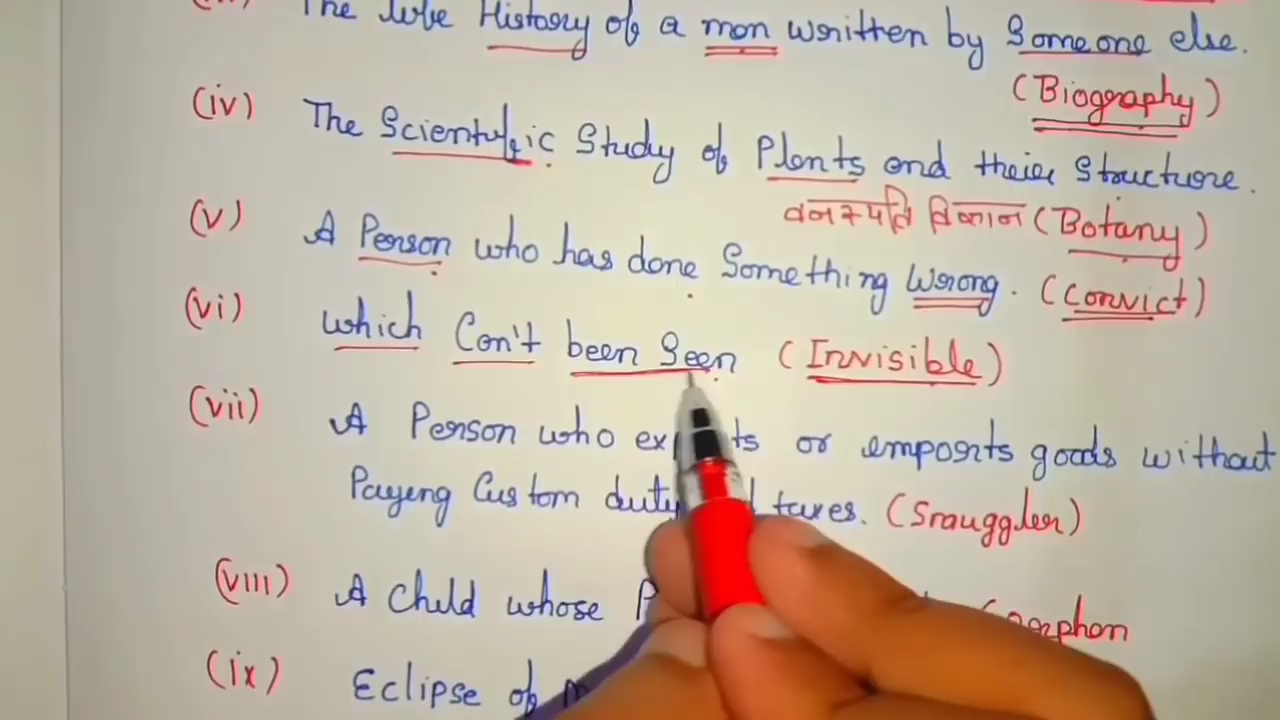 The life History of a man written by Someone else.
(Biography)
(iv) The Scientific Study of Plants and their Structure.
वनस्पति विज्ञान (Botany)
(v) A Person who has done Something Wrong. (Convict)
(vi) which Can't been Seen (Invisible)
(vii) A Person who or emports goods without
Paying Custom duty taxes. (Smuggler)
(viii) A Child whose orphan
(ix) Eclipse of